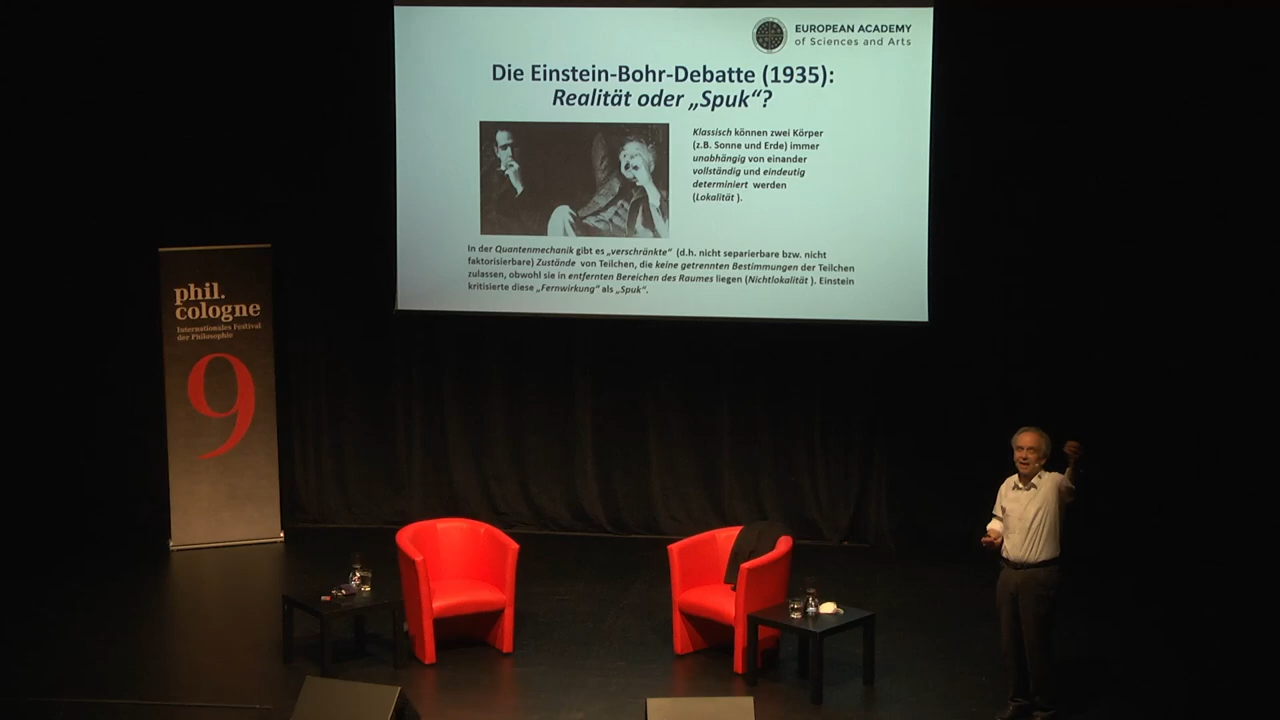 EUROPEAN ACADEMY
of Sciences and Arts
Die Einstein-Bohr-Debatte (1935):
Realität oder „Spuk“?
Klassisch können zwei Körper
(z.B. Sonne und Erde) immer
unabhängig von einander
vollständig und eindeutig
determiniert werden
(Lokalität ).
In der Quantenmechanik gibt es „verschränkte“ (d.h. nicht separierbare bzw. nicht
faktorisierbare) Zustände von Teilchen, die keine getrennten Bestimmungen der Teilchen
zulassen, obwohl sie in entfernten Bereichen des Raumes liegen (Nichtlokalität ). Einstein
kritisierte diese „Fernwirkung“ als „Spuk“.
phil.
cologne
Internationales Festival
der Philosophie
9